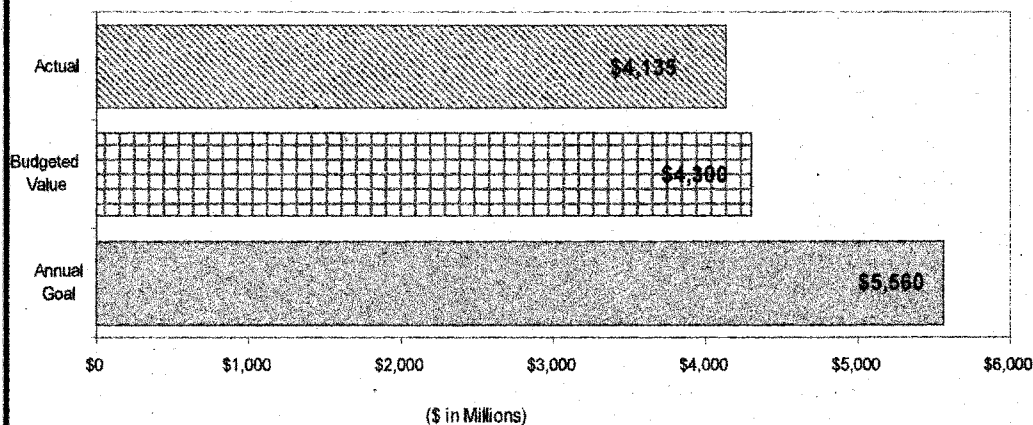 Actual
$4,135
Budgeted
Value
$4,300
Annual
Goal
$5,560
$0 $1,000 $2,000 $3,000 $4,000 $5,000 $6,000
($ in Millions)